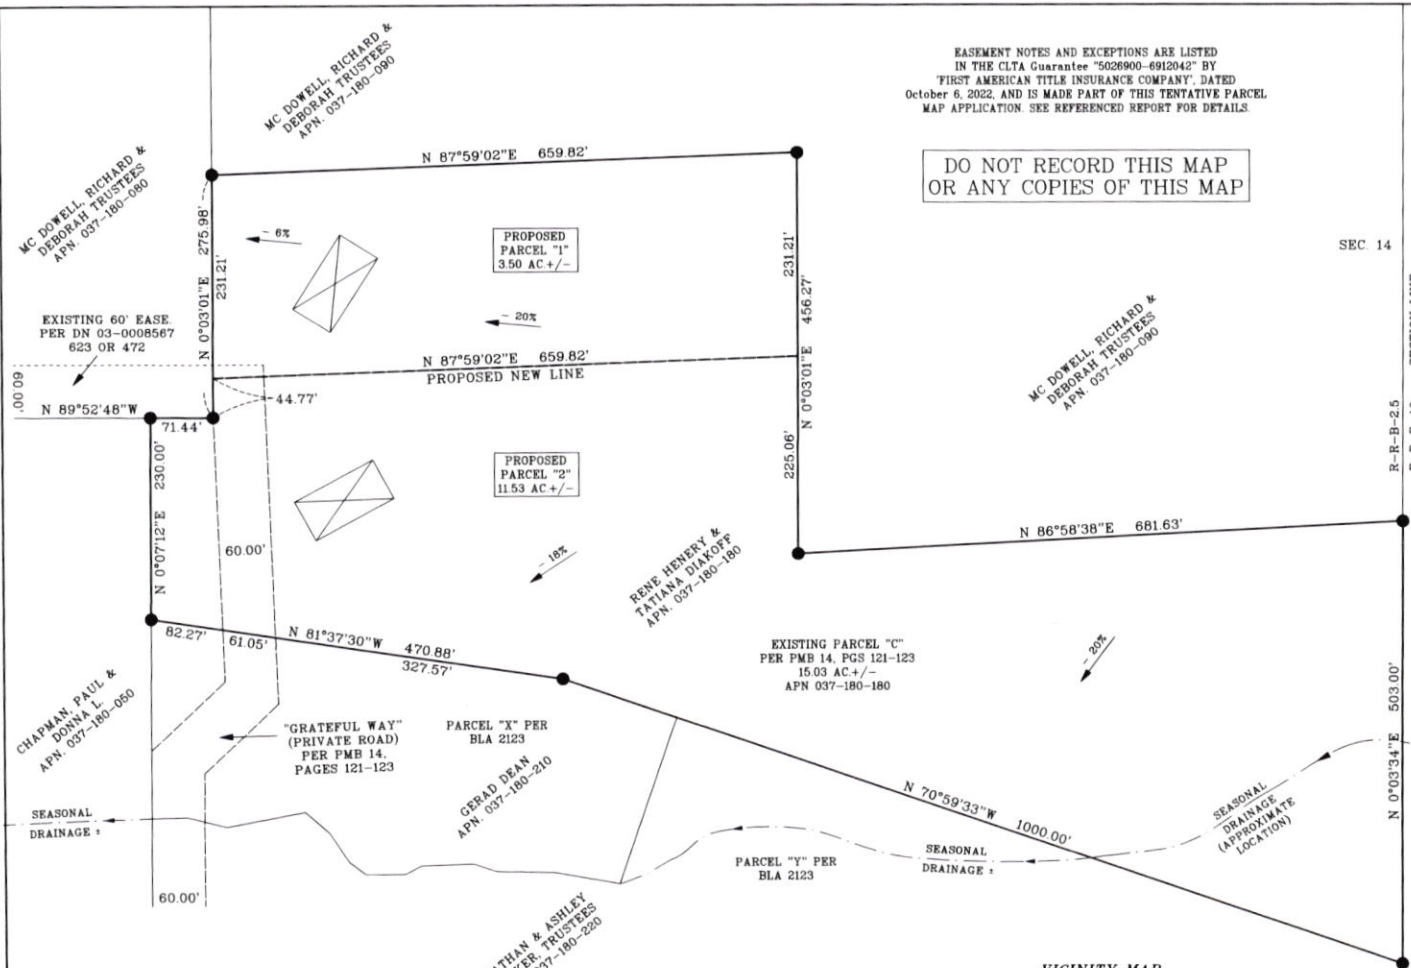 MC DOWELL, RICHARD &
DEBORAH TRUSTEES
APN. 037-180-090
EASEMENT NOTES AND EXCEPTIONS ARE LISTED
IN THE CLTA Guarantee "5026900-6912042" BY
'FIRST AMERICAN TITLE INSURANCE COMPANY', DATED
October 6, 2022, AND IS MADE PART OF THIS TENTATIVE PARCEL
MAP APPLICATION. SEE REFERENCED REPORT FOR DETAILS.
DO NOT RECORD THIS MAP
OR ANY COPIES OF THIS MAP
MC DOWELL, RICHARD &
DEBORAH TRUSTEES
APN. 037-180-080
N 87°59'02"E 659.82'
N 0°03'01"E 275.98'
231.21'
- 6%
PROPOSED
PARCEL "1"
3.50 AC.+/-
231.21'
N 0°03'01"E 456.27'
SEC. 14
EXISTING 60' EASE.
PER DN 03-0008567
623 OR 472
- 20%
MC DOWELL, RICHARD &
DEBORAH TRUSTEES
APN. 037-180-090
N 87°59'02"E 659.82'
PROPOSED NEW LINE
60.00'
N 89°52'48"W
71.44'
44.77'
R-R-B-2.5
225.06'
PROPOSED
PARCEL "2"
11.53 AC.+/-
N 0°07'12"E 230.00'
60.00'
- 18%
RENE HENERY &
TATIANA DIAKOFF
APN. 037-180-180
N 86°58'38"E 681.63'
82.27'
61.05'
N 81°37'30"W 470.88'
327.57'
EXISTING PARCEL "C"
PER PMB 14, PGS 121-123
15.03 AC.+/-
APN 037-180-180
- 20%
N 0°03'34"E 503.00'
CHAPMAN, PAUL &
DONNA L.
APN. 037-180-050
"GRATEFUL WAY"
(PRIVATE ROAD)
PER PMB 14,
PAGES 121-123
PARCEL "X" PER
BLA 2123
GERAD DEAN
APN. 037-180-210
N 70°59'33"W 1000.00'
SEASONAL
DRAINAGE
(APPROXIMATE
LOCATION)
SEASONAL
DRAINAGE ±
SEASONAL
DRAINAGE ±
PARCEL "Y" PER
BLA 2123
60.00'
& ASHLEY
TRUSTEES
VICINITY MAP